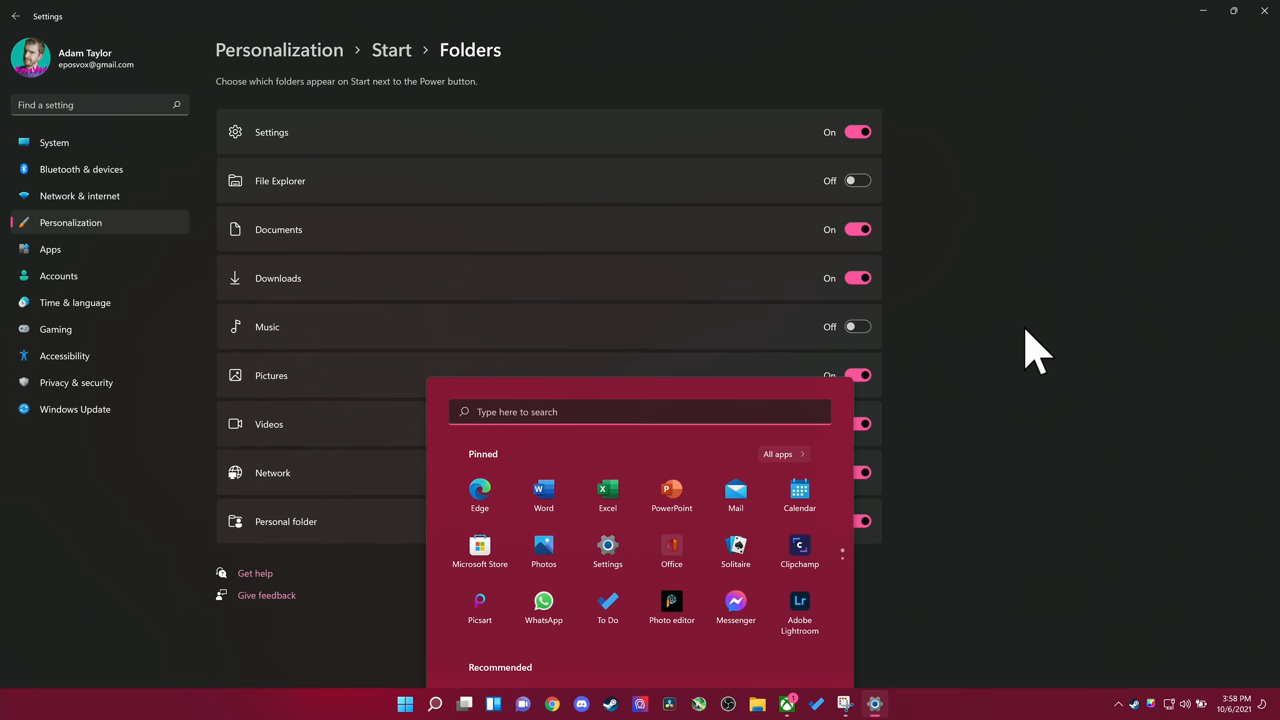 Settings
Adam Taylor
eposvox@gmail.com
Find a setting
System
Bluetooth & devices
Network & internet
Personalization
Apps
Accounts
Time & language
Gaming
Accessibility
Privacy & security
Windows Update
Personalization > Start > Folders
Choose which folders appear on Start next to the Power button.
Settings On
File Explorer Off
Documents On
Downloads On
Music Off
Pictures On
Videos
Network
Personal folder
Get help
Give feedback
Type here to search
Pinned All apps >
Edge Word Excel PowerPoint Mail Calendar
Microsoft Store Photos Settings Office Solitaire Clipchamp
Picsart WhatsApp To Do Photo editor Messenger Adobe
Lightroom
Recommended
3:58 PM
10/6/2021